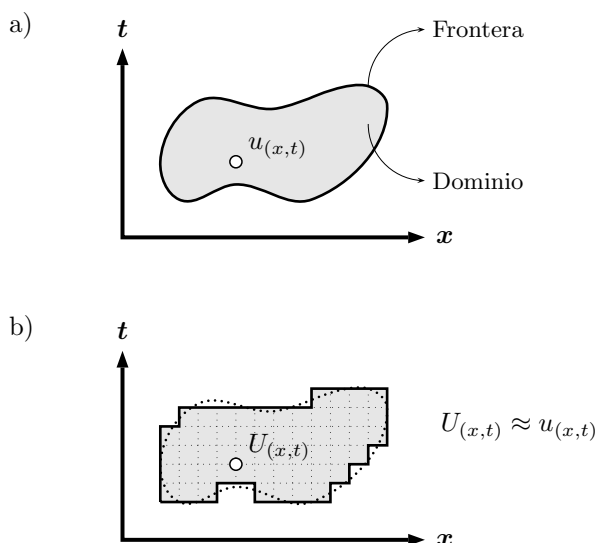 a)
t
Frontera
u(x,t)
Dominio
x
b)
t
U(x,t)
U(x,t) ≈ u(x,t)
x